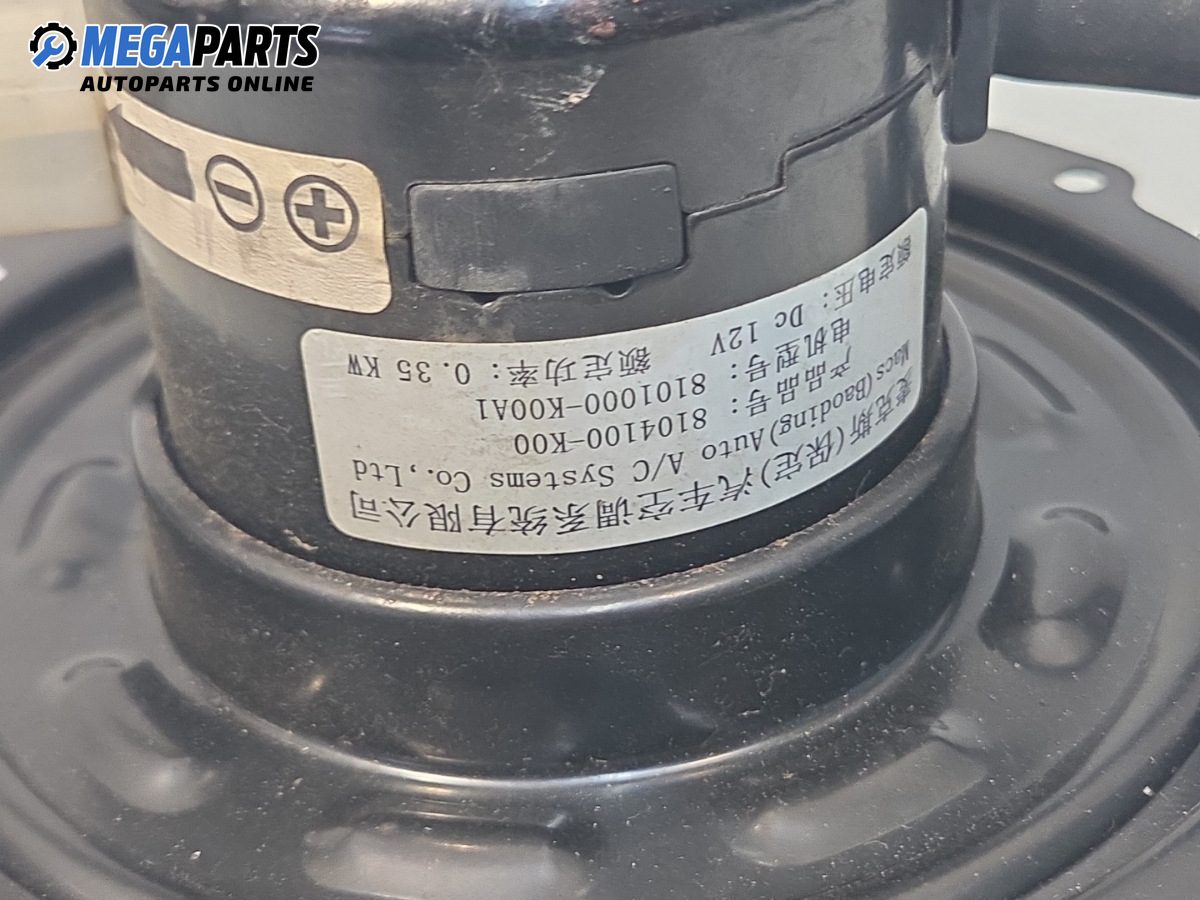 MEGAPARTS
AUTOPARTS ONLINE
麦克斯(保定)汽车空调系统有限公司
Macs(Baoding)Auto A/C Systems Co.,Ltd
产品品号: 8104100-K00
电机型号: 8101000-K00A1
额定电压: Dc 12V 额定功率: 0.35 KW